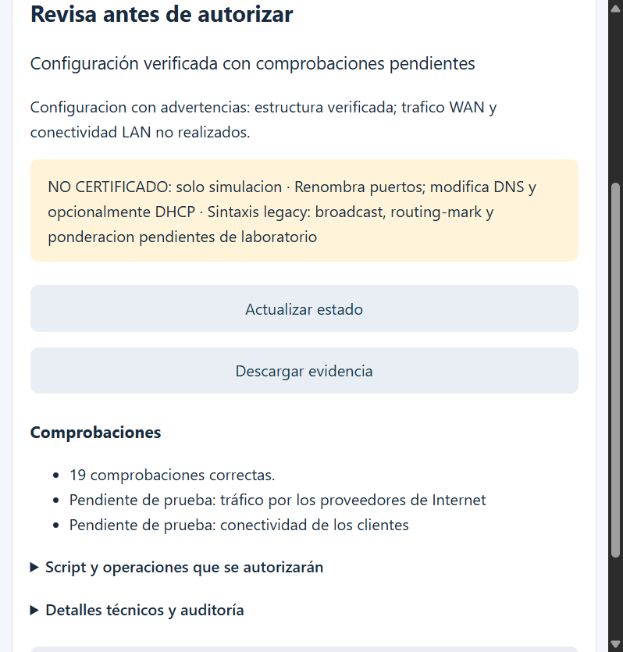 Revisa antes de autorizar
Configuración verificada con comprobaciones pendientes
Configuracion con advertencias: estructura verificada; trafico WAN y
conectividad LAN no realizados.
NO CERTIFICADO: solo simulacion · Renombra puertos; modifica DNS y
opcionalmente DHCP · Sintaxis legacy: broadcast, routing-mark y
ponderacion pendientes de laboratorio
Actualizar estado
Descargar evidencia
Comprobaciones
• 19 comprobaciones correctas.
• Pendiente de prueba: tráfico por los proveedores de Internet
• Pendiente de prueba: conectividad de los clientes
▶ Script y operaciones que se autorizarán
▶ Detalles técnicos y auditoría